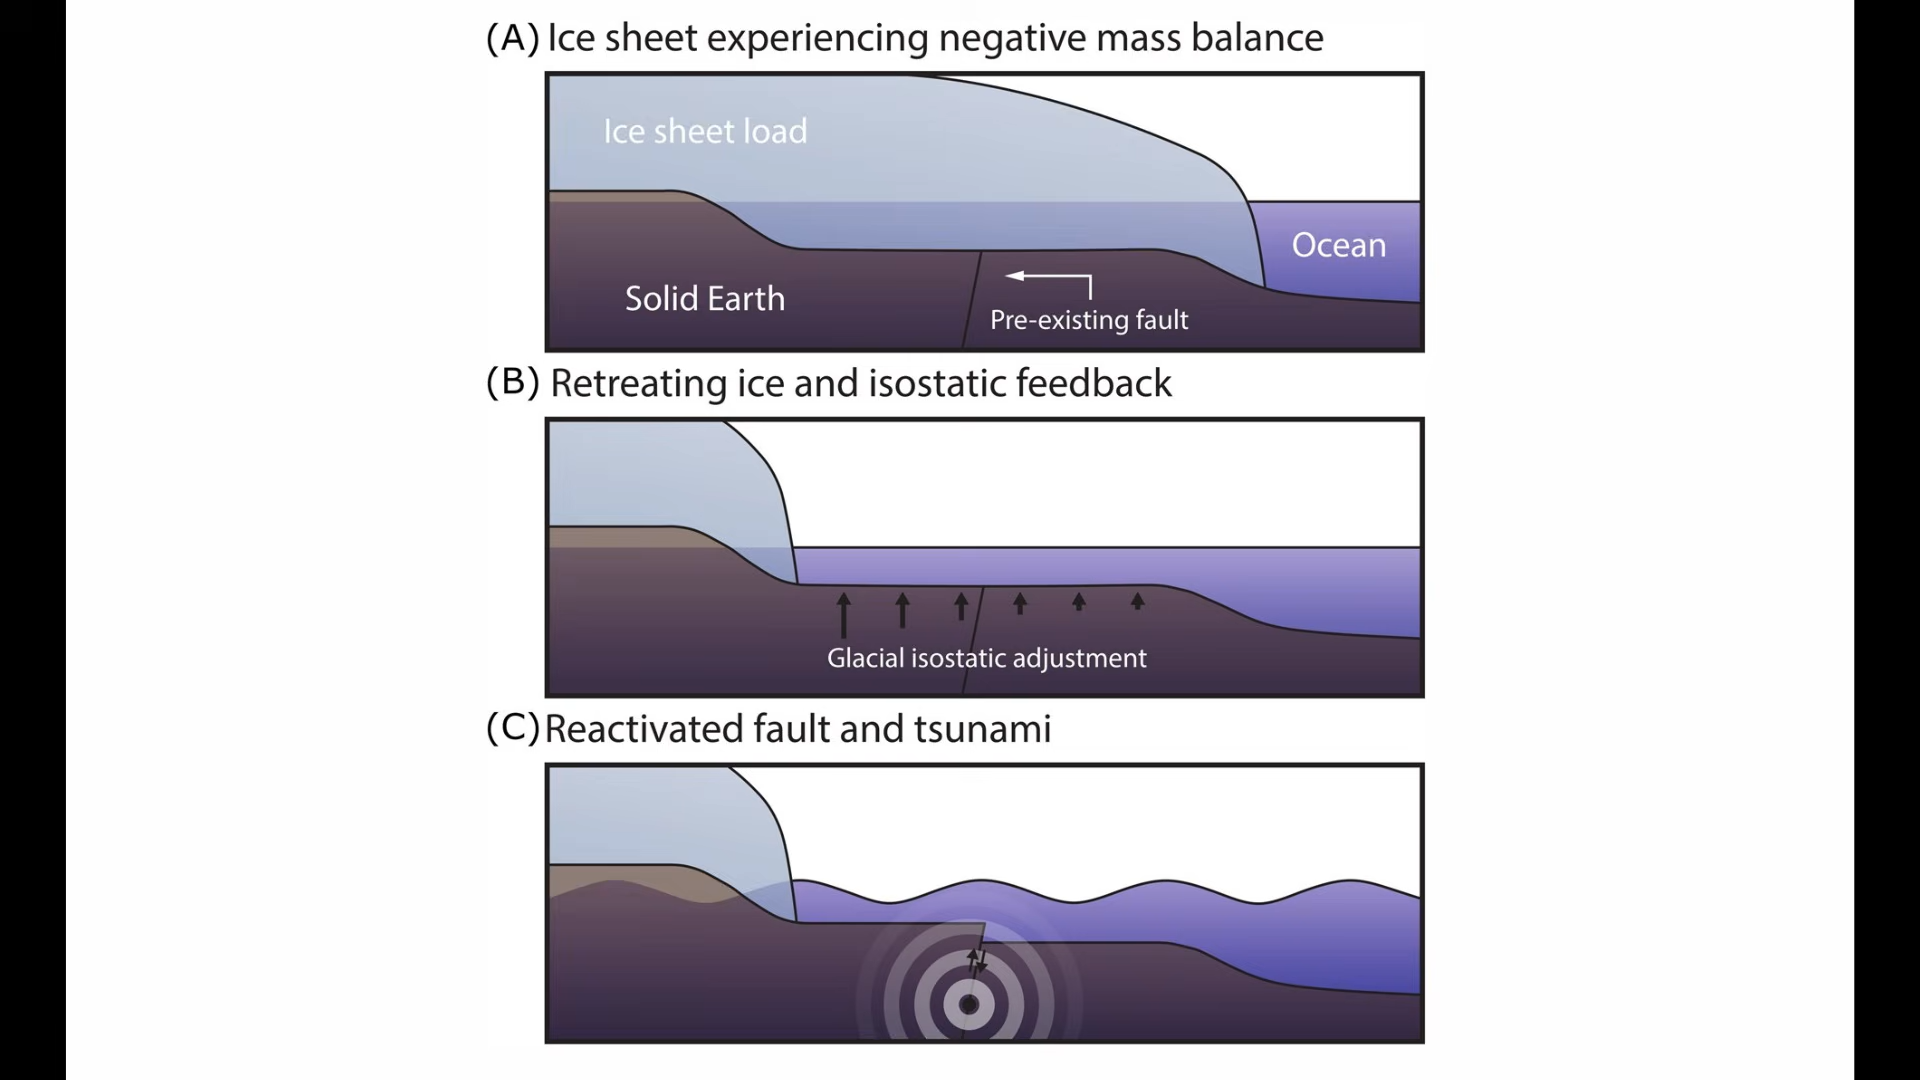 (A) Ice sheet experiencing negative mass balance
Ice sheet load
Ocean
Solid Earth
Pre-existing fault
(B) Retreating ice and isostatic feedback
Glacial isostatic adjustment
(C) Reactivated fault and tsunami